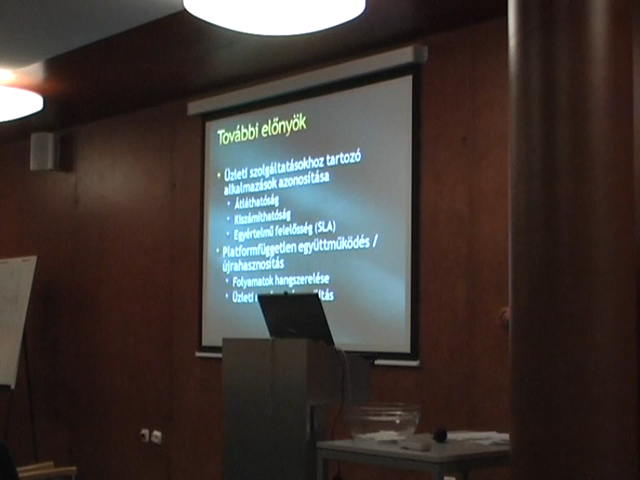 További előnyök
Üzleti szolgáltatásokhoz tartozó
alkalmazások azonosítása
Átláthatóság
Kiszámíthatóság
Egyértelmű felelősség (SLA)
Platformfüggetlen együttműködés /
újrahasznosítás
Folyamatok hangszerelése
Üzleti